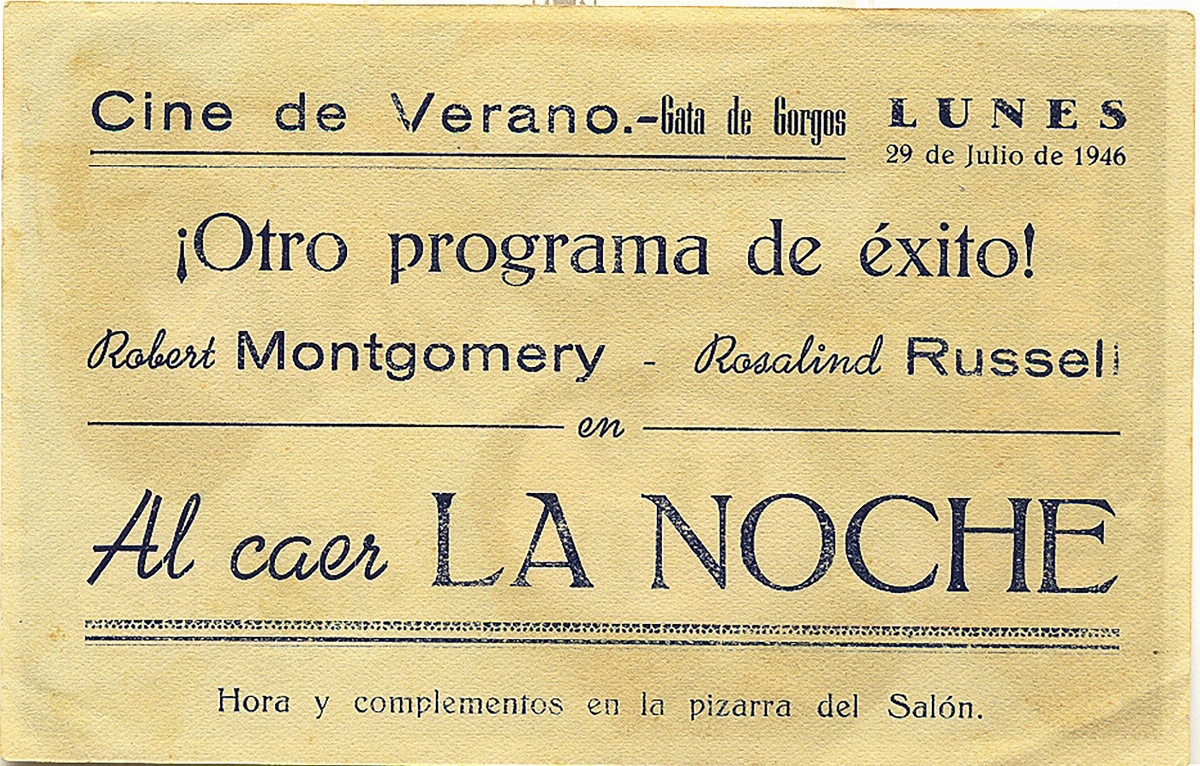 Cine de Verano.-Gata de Gorgos
LUNES
29 de Julio de 1946
¡Otro programa de éxito!
Robert Montgomery - Rosalind Russell
en
Al caer LA NOCHE
Hora y complementos en la pizarra del Salón.